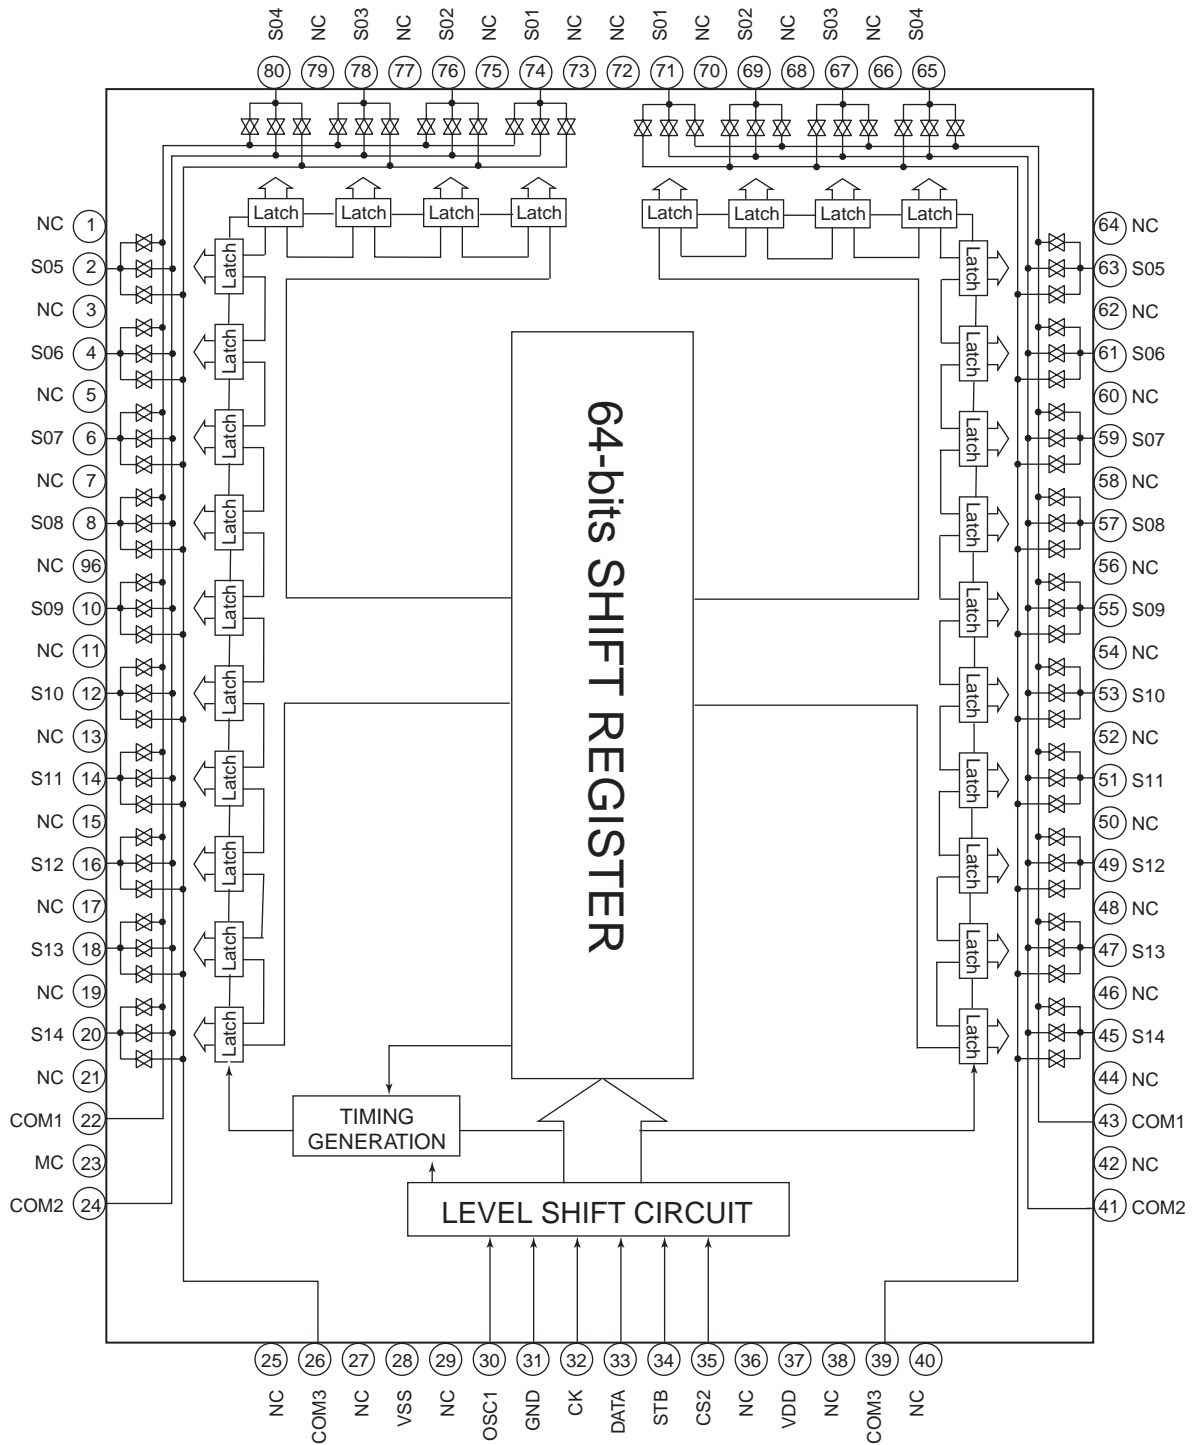 S04 NC S03 NC S02 NC S01 NC NC S01 NC S02 NC S03 NC S04
80 79 78 77 76 75 74 73 72 71 70 69 68 67 66 65
Latch Latch Latch Latch Latch Latch Latch Latch
NC 1 64 NC
Latch Latch
S05 2 63 S05
NC 3 62 NC
Latch Latch
S06 4 61 S06
NC 5 60 NC
Latch Latch
S07 6 59 S07
NC 7 58 NC
Latch Latch
S08 8 57 S08
NC 96 56 NC
Latch Latch
S09 10 55 S09
NC 11 54 NC
Latch Latch
S10 12 53 S10
NC 13 52 NC
Latch Latch
S11 14 51 S11
NC 15 50 NC
Latch Latch
S12 16 49 S12
NC 17 48 NC
Latch Latch
S13 18 47 S13
NC 19 46 NC
Latch Latch
S14 20 45 S14
NC 21 44 NC
64-bits SHIFT REGISTER
COM1 22 43 COM1
TIMING
GENERATION
MC 23 42 NC
COM2 24 41 COM2
LEVEL SHIFT CIRCUIT
25 26 27 28 29 30 31 32 33 34 35 36 37 38 39 40
NC COM3 NC VSS NC OSC1 GND CK DATA STB CS2 NC VDD NC COM3 NC